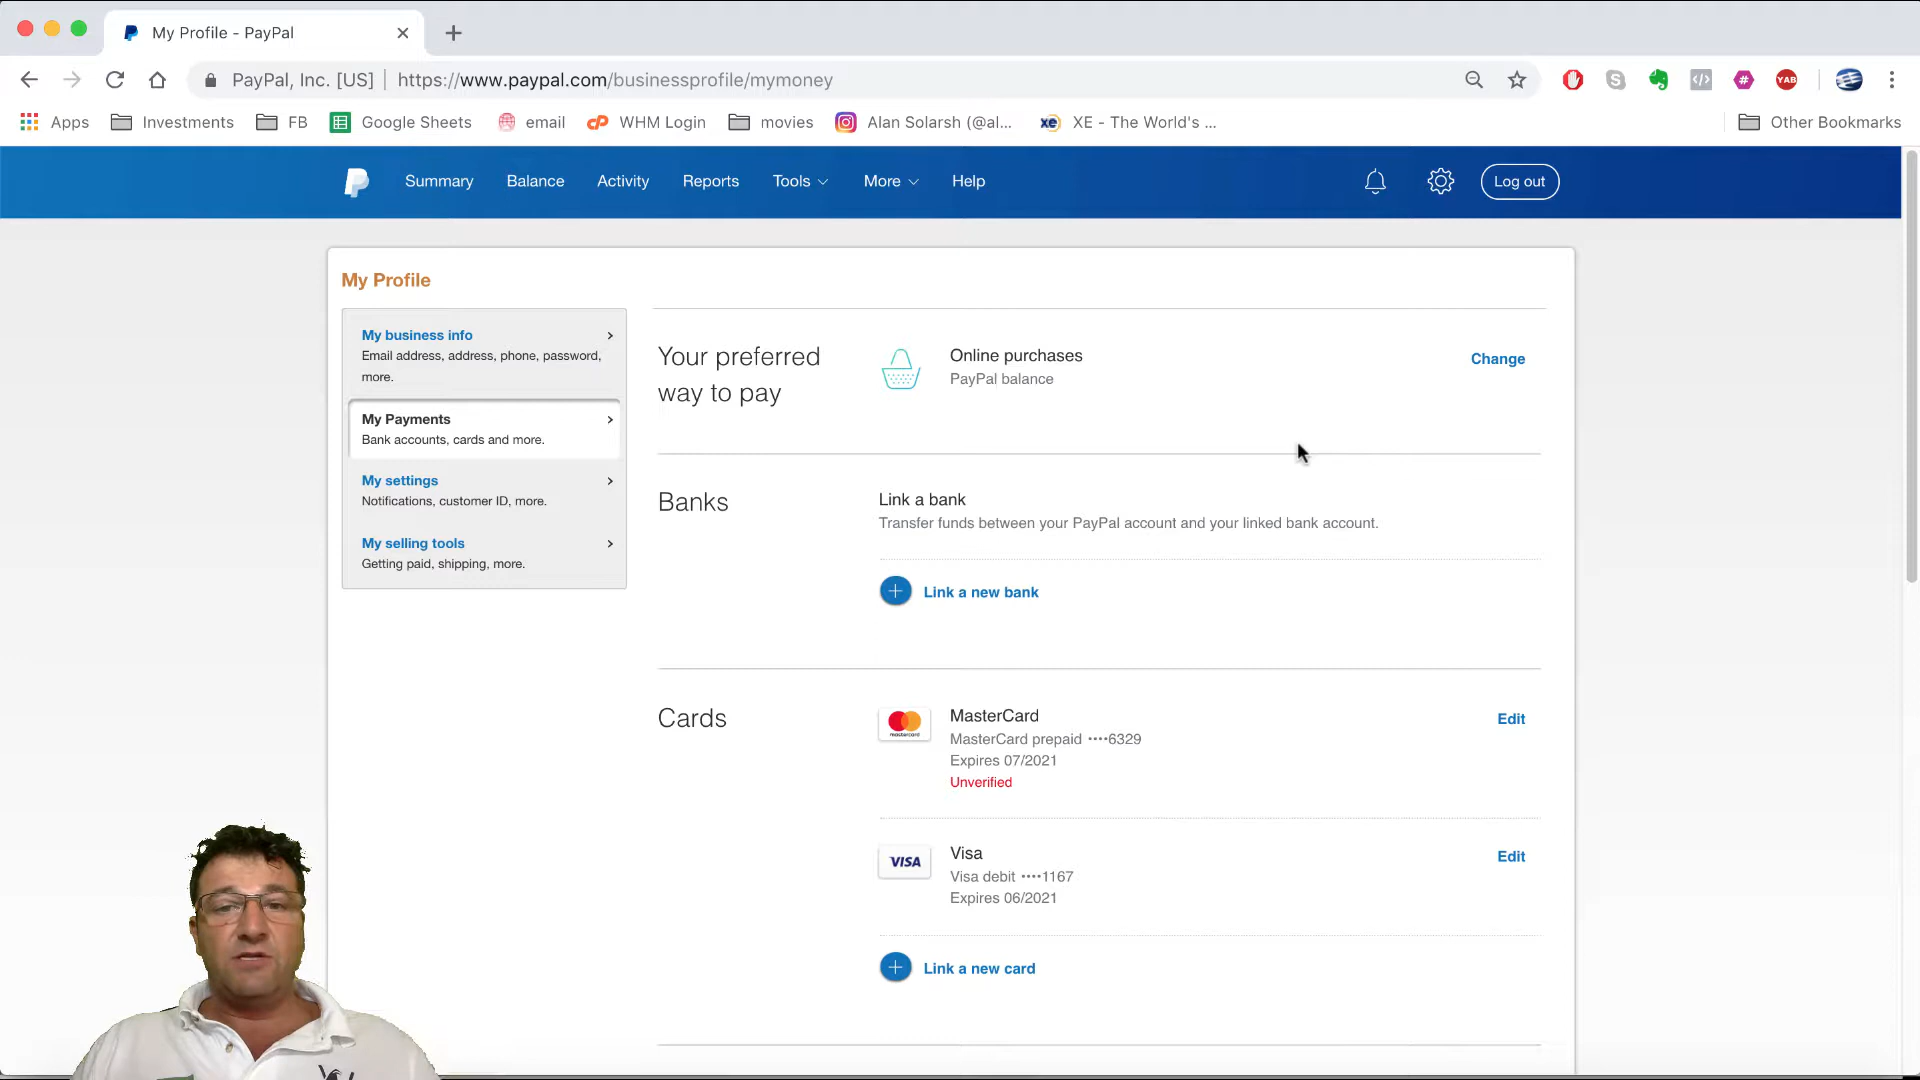 My Profile - PayPal
PayPal, Inc. [US] | https://www.paypal.com/businessprofile/mymoney
YAB
Apps Investments FB Google Sheets email WHM Login movies Alan Solarsh (@al... XE - The World's ... Other Bookmarks
Summary Balance Activity Reports Tools More Help Log out
My Profile
My business info
Email address, address, phone, password,
more.
My Payments
Bank accounts, cards and more.
My settings
Notifications, customer ID, more.
My selling tools
Getting paid, shipping, more.
Your preferred
way to pay
Online purchases
PayPal balance
Change
Banks
Link a bank
Transfer funds between your PayPal account and your linked bank account.
Link a new bank
Cards
mastercard
MasterCard
MasterCard prepaid ••••6329
Expires 07/2021
Unverified
Edit
VISA
Visa
Visa debit ••••1167
Expires 06/2021
Edit
Link a new card